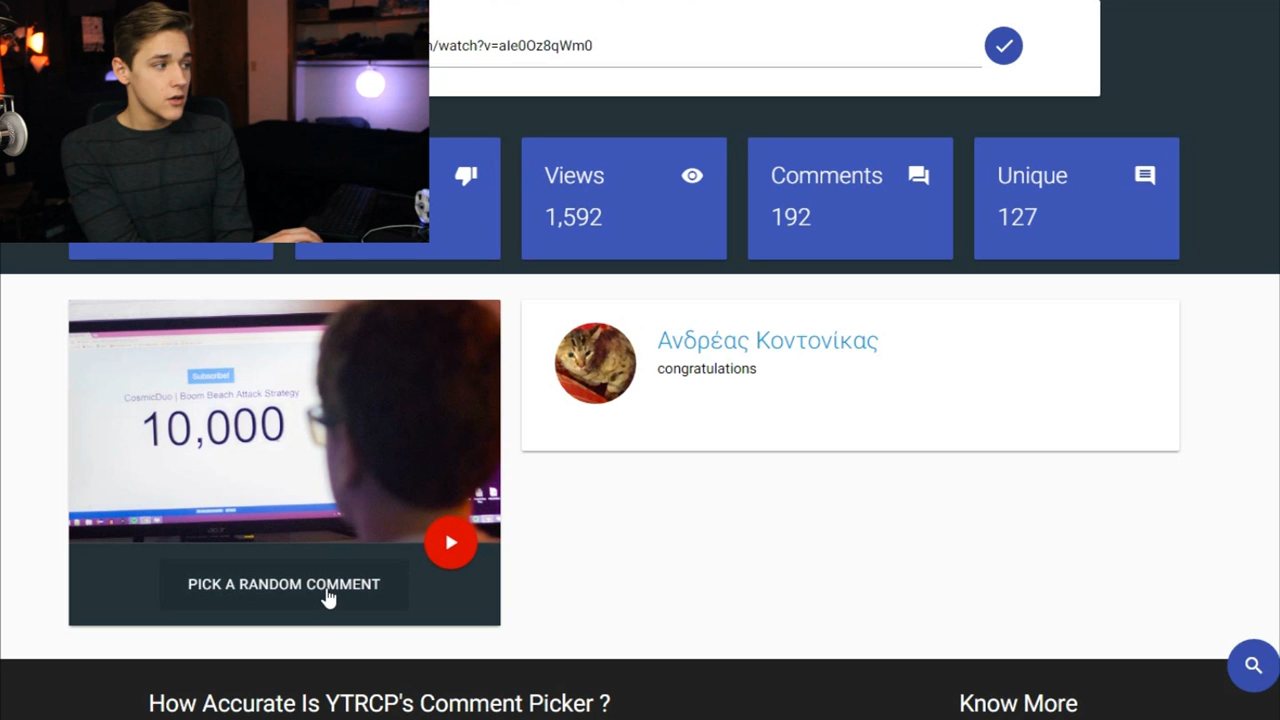 /watch?v=aIe0Oz8qWm0
Views
1,592
Comments
192
Unique
127
Subscribe!
CosmicDuo | Boom Beach Attack Strategy
10,000
Ανδρέας Κοντονίκας
congratulations
PICK A RANDOM COMMENT
How Accurate Is YTRCP's Comment Picker ?
Know More